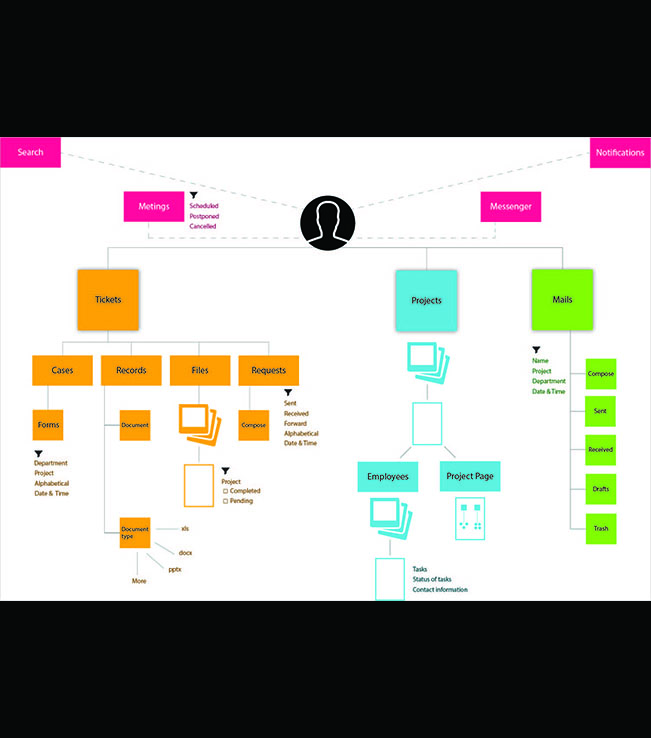 Search
Notifications
Metings
Scheduled
Postponed
Cancelled
Messenger
Tickets
Projects
Mails
Cases
Records
Files
Requests
Name
Project
Department
Date & Time
Compose
Sent
Received
Drafts
Trash
Forms
Department
Project
Alphabetical
Date & Time
Document
Document
type
xls
docx
pptx
More
Project
Completed
Pending
Compose
Sent
Received
Forward
Alphabetical
Date & Time
Employees
Project Page
Tasks
Status of tasks
Contact information